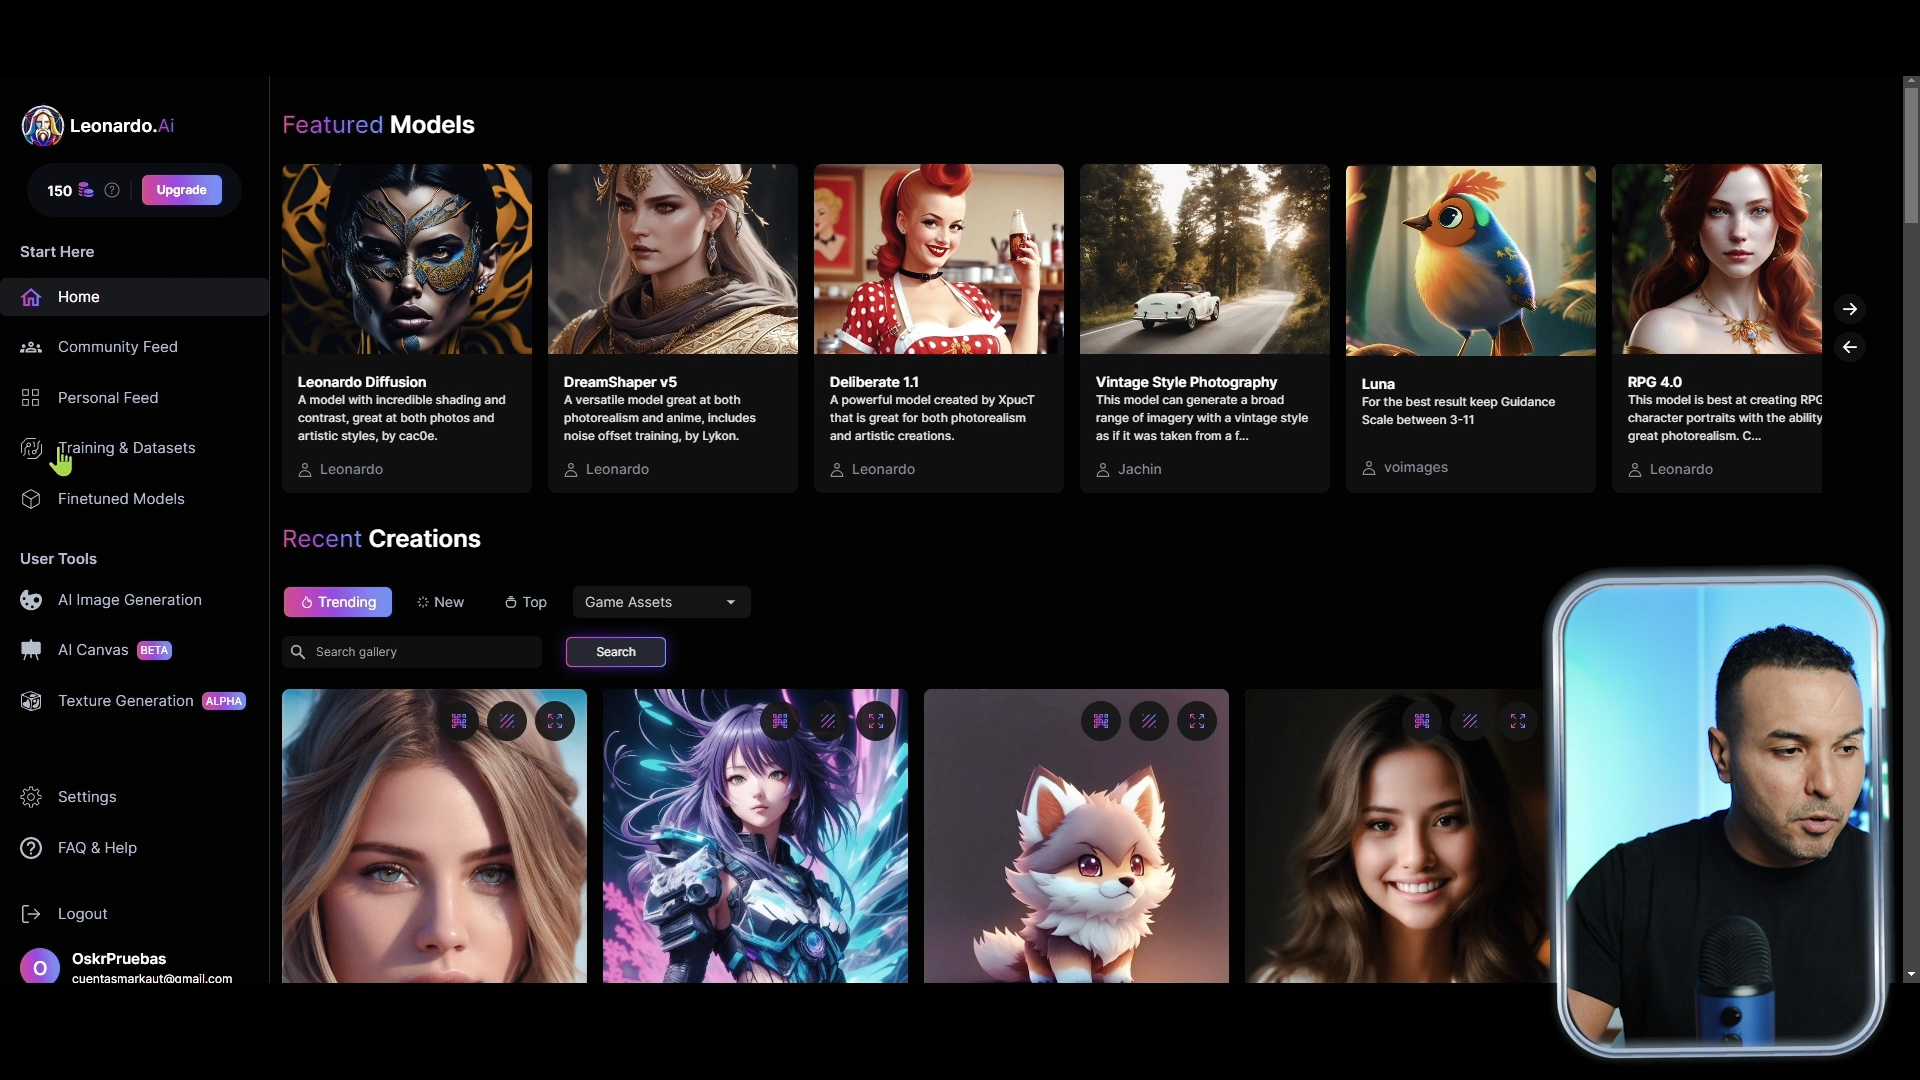 Leonardo.Ai
150
Upgrade
Start Here
Home
Community Feed
Personal Feed
Training & Datasets
Finetuned Models
User Tools
AI Image Generation
AI Canvas BETA
Texture Generation ALPHA
Settings
FAQ & Help
Logout
O
OskrPruebas
cuentasmarkaut@gmail.com
Featured Models
Leonardo Diffusion
A model with incredible shading and
contrast, great at both photos and
artistic styles, by cac0e.
Leonardo
DreamShaper v5
A versatile model great at both
photorealism and anime, includes
noise offset training, by Lykon.
Leonardo
Deliberate 1.1
A powerful model created by XpucT
that is great for both photorealism
and artistic creations.
Leonardo
Vintage Style Photography
This model can generate a broad
range of imagery with a vintage style
as if it was taken from a f...
Jachin
Luna
For the best result keep Guidance
Scale between 3-11
voimages
RPG 4.0
This model is best at creating RPG
character portraits with the ability
great photorealism. C...
Leonardo
Recent Creations
Trending
New
Top
Game Assets
Search gallery
Search